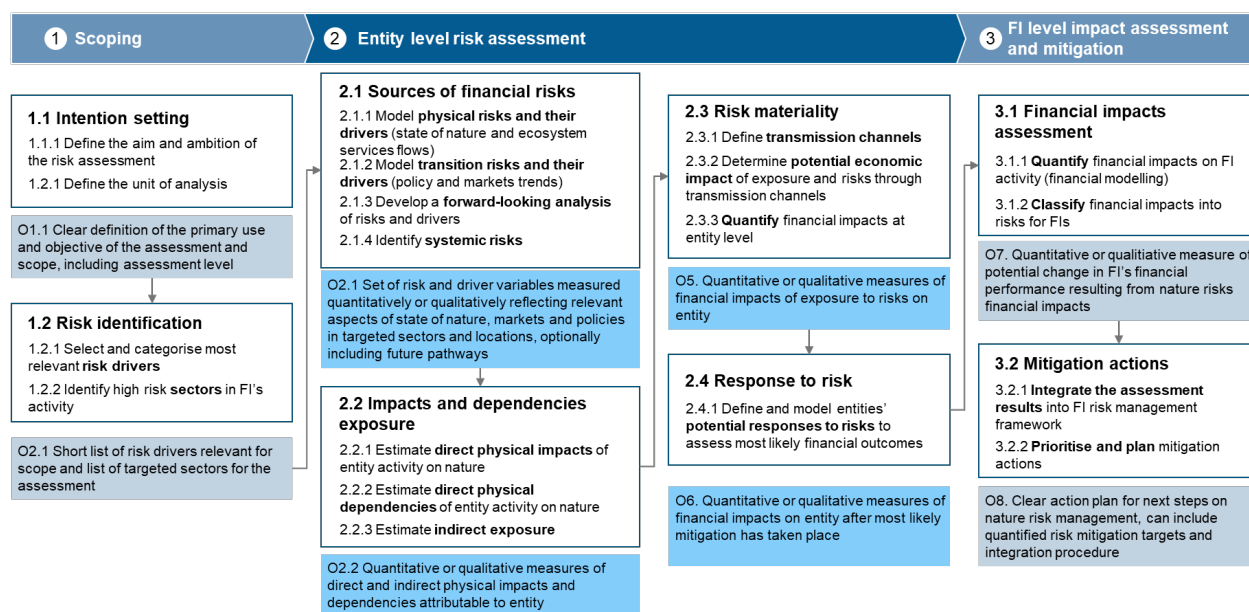 1 Scoping
2 Entity level risk assessment
3 FI level impact assessment
and mitigation
1.1 Intention setting
1.1.1 Define the aim and ambition of
the risk assessment
1.2.1 Define the unit of analysis
O1.1 Clear definition of the primary use
and objective of the assessment and
scope, including assessment level
1.2 Risk identification
1.2.1 Select and categorise most
relevant risk drivers
1.2.2 Identify high risk sectors in FI's
activity
O2.1 Short list of risk drivers relevant for
scope and list of targeted sectors for the
assessment
2.1 Sources of financial risks
2.1.1 Model physical risks and their
drivers (state of nature and ecosystem
services flows)
2.1.2 Model transition risks and their
drivers (policy and markets trends)
2.1.3 Develop a forward-looking analysis
of risks and drivers
2.1.4 Identify systemic risks
O2.1 Set of risk and driver variables measured
quantitatively or qualitatively reflecting relevant
aspects of state of nature, markets and policies
in targeted sectors and locations, optionally
including future pathways
2.2 Impacts and dependencies
exposure
2.2.1 Estimate direct physical impacts of
entity activity on nature
2.2.2 Estimate direct physical
dependencies of entity activity on nature
2.2.3 Estimate indirect exposure
O2.2 Quantitative or qualitative measures of
direct and indirect physical impacts and
dependencies attributable to entity
2.3 Risk materiality
2.3.1 Define transmission channels
2.3.2 Determine potential economic
impact of exposure and risks through
transmission channels
2.3.3 Quantify financial impacts at
entity level
O5. Quantitative or qualitative measures of
financial impacts of exposure to risks on
entity
2.4 Response to risk
2.4.1 Define and model entities'
potential responses to risks to
assess most likely financial outcomes
O6. Quantitative or qualitative measures of
financial impacts on entity after most likely
mitigation has taken place
3.1 Financial impacts
assessment
3.1.1 Quantify financial impacts on FI
activity (financial modelling)
3.1.2 Classify financial impacts into
risks for FIs
O7. Quantitative or qualitiative measure of
potential change in FI's financial
performance resulting from nature risks
financial impacts
3.2 Mitigation actions
3.2.1 Integrate the assessment
results into FI risk management
framework
3.2.2 Prioritise and plan mitigation
actions
O8. Clear action plan for next steps on
nature risk management, can include
quantified risk mitigation targets and
integration procedure